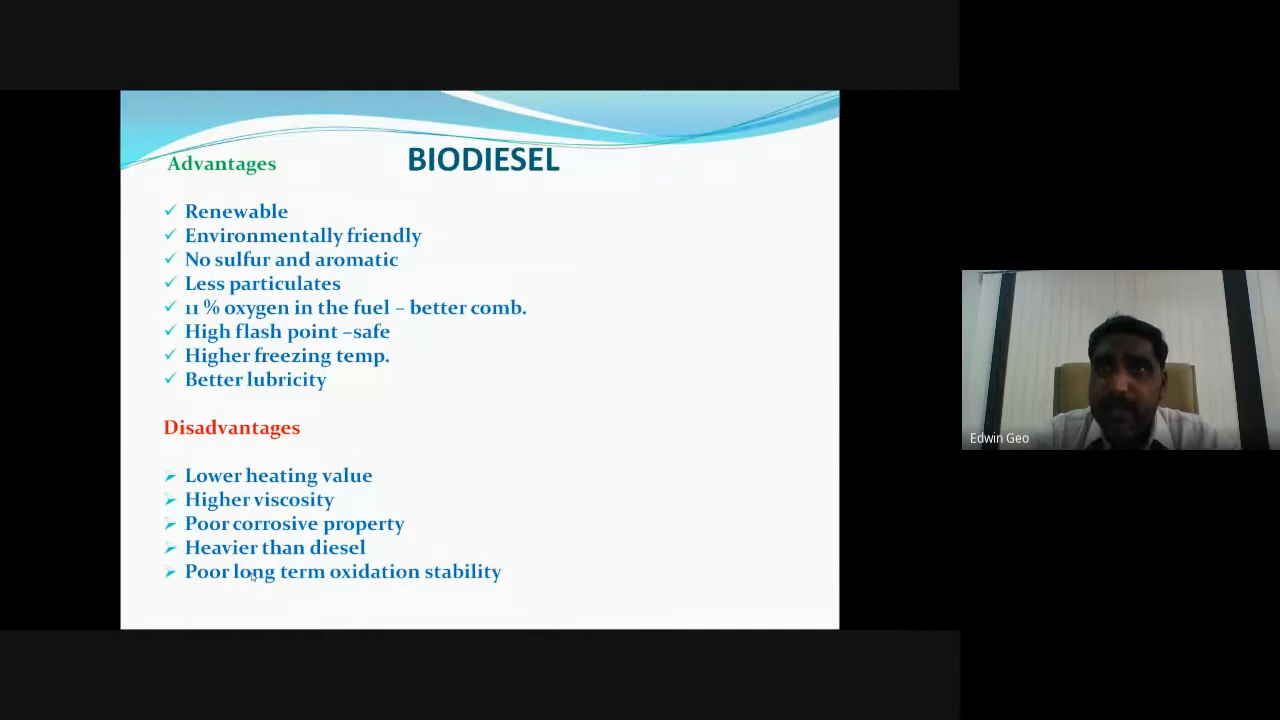 BIODIESEL
Advantages
Renewable
Environmentally friendly
No sulfur and aromatic
Less particulates
11 % oxygen in the fuel – better comb.
High flash point –safe
Higher freezing temp.
Better lubricity
Disadvantages
Lower heating value
Higher viscosity
Poor corrosive property
Heavier than diesel
Poor long term oxidation stability
Edwin Geo